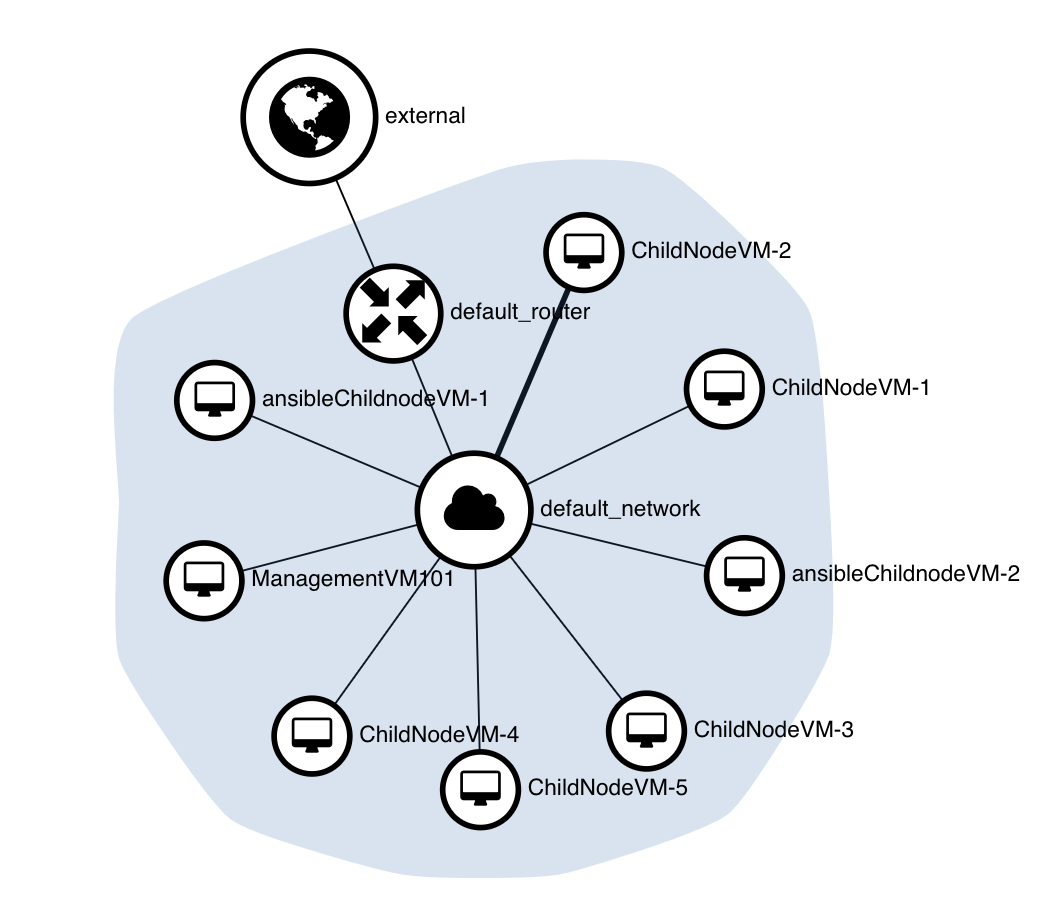 external
ChildNodeVM-2
default_router
ChildNodeVM-1
ansibleChildnodeVM-1
default_network
ansibleChildnodeVM-2
ManagementVM101
ChildNodeVM-3
ChildNodeVM-4
ChildNodeVM-5